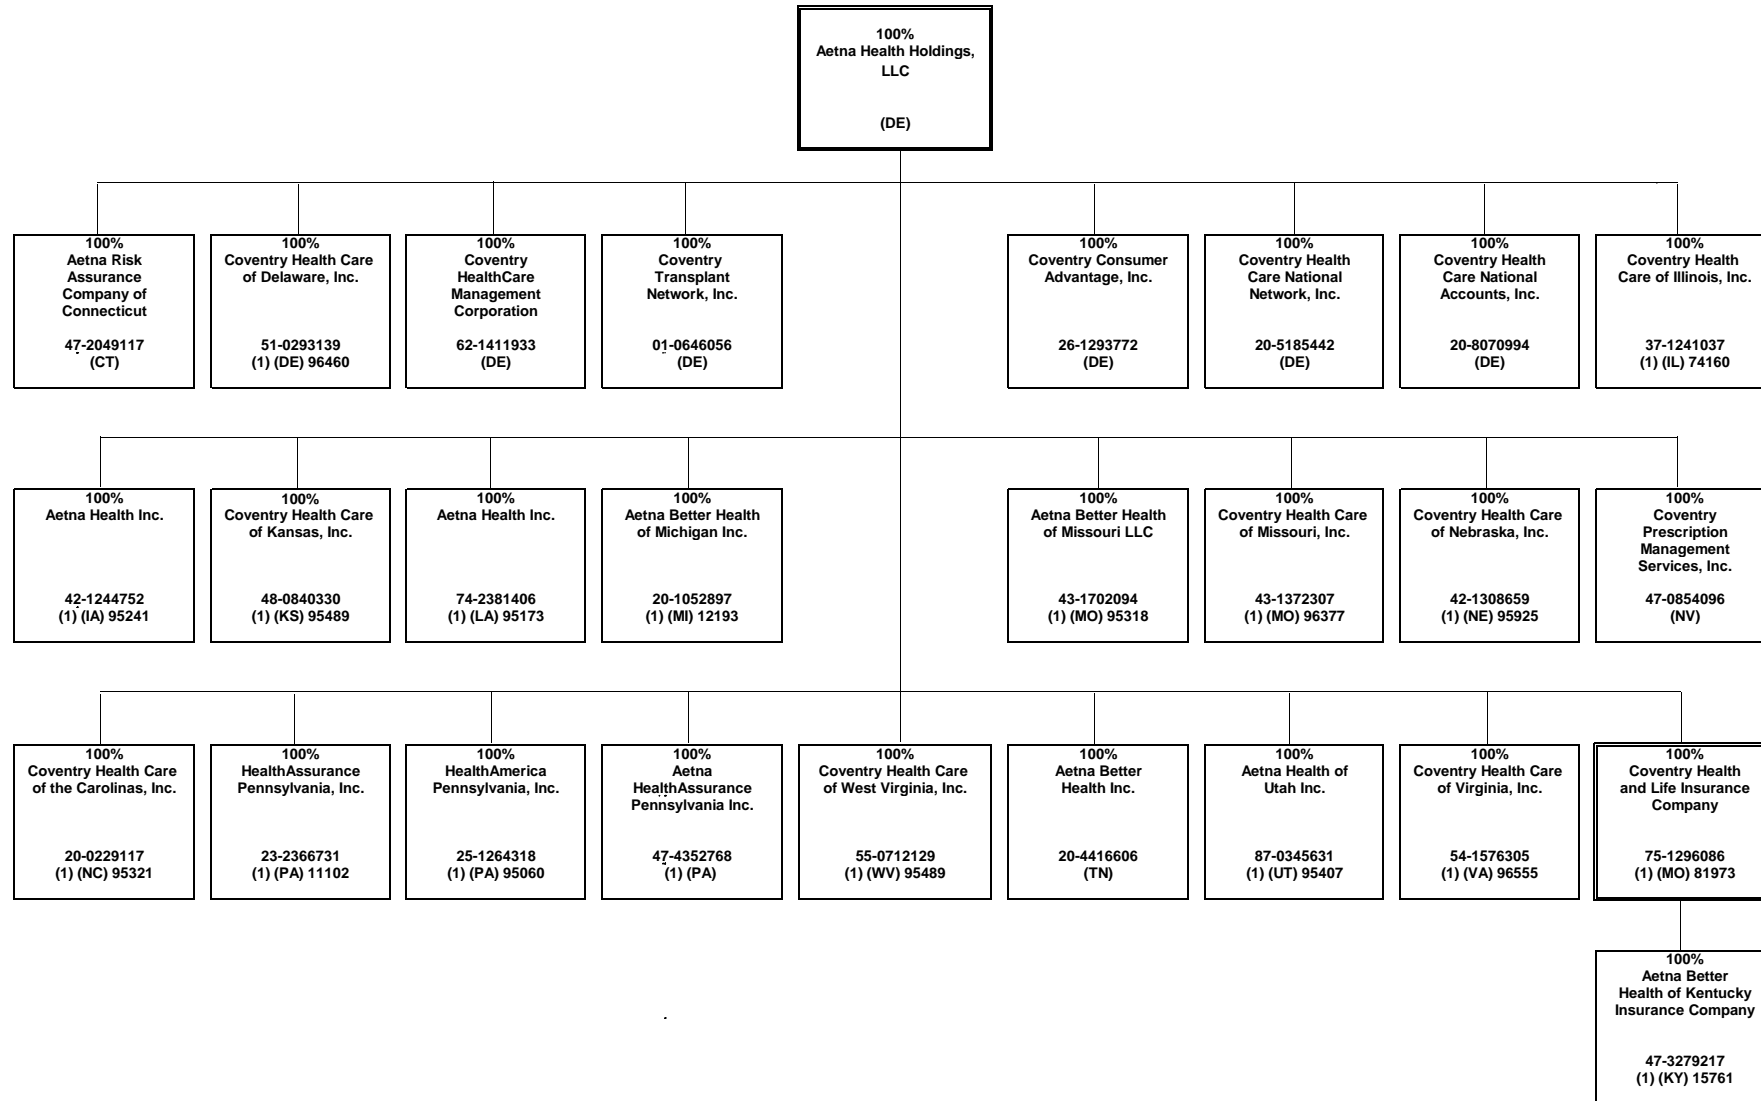 100%
Aetna Health Holdings,
LLC
(DE)
100%
Aetna Risk
Assurance
Company of
Connecticut
47-2049117
(CT)
100%
Coventry Health Care
of Delaware, Inc.
51-0293139
(1) (DE) 96460
100%
Coventry
HealthCare
Management
Corporation
62-1411933
(DE)
100%
Coventry
Transplant
Network, Inc.
01-0646056
(DE)
100%
Coventry Consumer
Advantage, Inc.
26-1293772
(DE)
100%
Coventry Health
Care National
Network, Inc.
20-5185442
(DE)
100%
Coventry Health
Care National
Accounts, Inc.
20-8070994
(DE)
100%
Coventry Health
Care of Illinois, Inc.
37-1241037
(1) (IL) 74160
100%
Aetna Health Inc.
42-1244752
(1) (IA) 95241
100%
Coventry Health Care
of Kansas, Inc.
48-0840330
(1) (KS) 95489
100%
Aetna Health Inc.
74-2381406
(1) (LA) 95173
100%
Aetna Better Health
of Michigan Inc.
20-1052897
(1) (MI) 12193
100%
Aetna Better Health
of Missouri LLC
43-1702094
(1) (MO) 95318
100%
Coventry Health Care
of Missouri, Inc.
43-1372307
(1) (MO) 96377
100%
Coventry Health Care
of Nebraska, Inc.
42-1308659
(1) (NE) 95925
100%
Coventry
Prescription
Management
Services, Inc.
47-0854096
(NV)
100%
Coventry Health Care
of the Carolinas, Inc.
20-0229117
(1) (NC) 95321
100%
HealthAssurance
Pennsylvania, Inc.
23-2366731
(1) (PA) 11102
100%
HealthAmerica
Pennsylvania, Inc.
25-1264318
(1) (PA) 95060
100%
Aetna
HealthAssurance
Pennsylvania Inc.
47-4352768
(1) (PA)
100%
Coventry Health Care
of West Virginia, Inc.
55-0712129
(1) (WV) 95489
100%
Aetna Better
Health Inc.
20-4416606
(TN)
100%
Aetna Health of
Utah Inc.
87-0345631
(1) (UT) 95407
100%
Coventry Health Care
of Virginia, Inc.
54-1576305
(1) (VA) 96555
100%
Coventry Health
and Life Insurance
Company
75-1296086
(1) (MO) 81973
100%
Aetna Better
Health of Kentucky
Insurance Company
47-3279217
(1) (KY) 15761